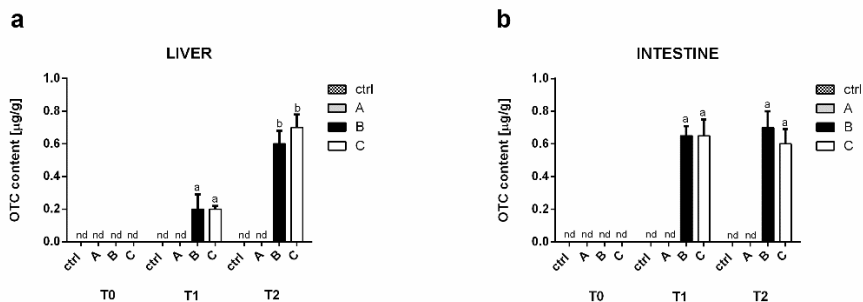 a
LIVER
OTC content [µg/g]
1.0
0.8
0.6
0.4
0.2
0.0
nd nd nd nd nd nd a a nd nd b b
ctrl A B C ctrl A B C ctrl A B C
T0 T1 T2
ctrl
A
B
C
b
INTESTINE
OTC content [µg/g]
1.0
0.8
0.6
0.4
0.2
0.0
nd nd nd nd nd nd a a nd nd a a
ctrl A B C ctrl A B C ctrl A B C
T0 T1 T2
ctrl
A
B
C